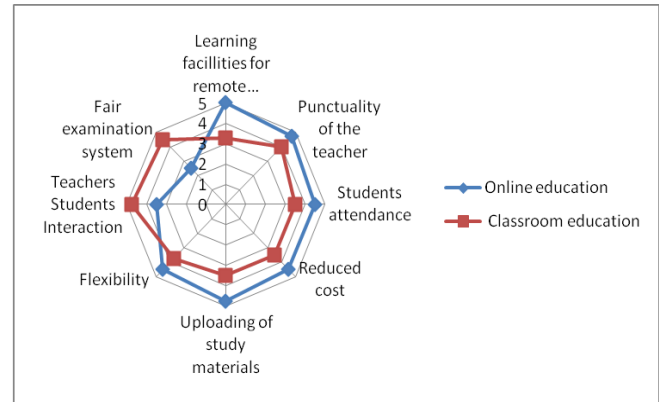 Learning
facillities for
remote...
Fair
examination
system
5
4
3
2
1
0
Punctuality
of the
teacher
Teachers
Students
Interaction
Students
attendance
Flexibility
Reduced
cost
Uploading of
study
materials
Online education
Classroom education